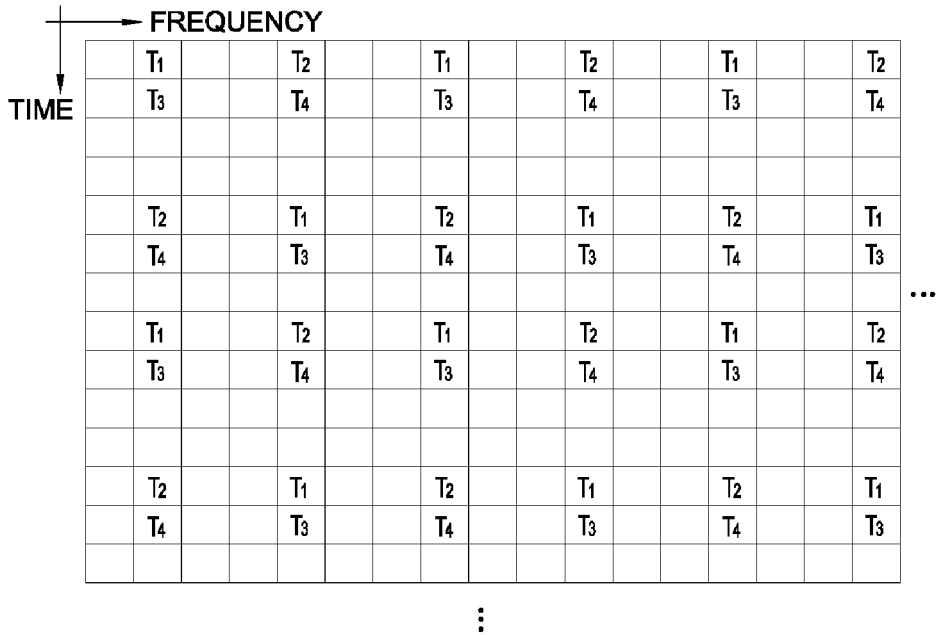 FREQUENCY
TIME
T1 T2 T1 T2 T1 T2
T3 T4 T3 T4 T3 T4
T2 T1 T2 T1 T2 T1
T4 T3 T4 T3 T4 T3
...
T1 T2 T1 T2 T1 T2
T3 T4 T3 T4 T3 T4
T2 T1 T2 T1 T2 T1
T4 T3 T4 T3 T4 T3
⋮